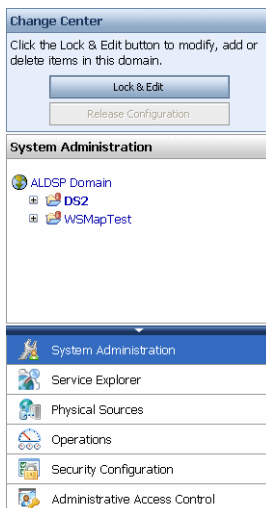 Change Center
Click the Lock & Edit button to modify, add or
delete items in this domain.
Lock & Edit
Release Configuration
System Administration
ALDSP Domain
DS2
WSMapTest
System Administration
Service Explorer
Physical Sources
Operations
Security Configuration
Administrative Access Control